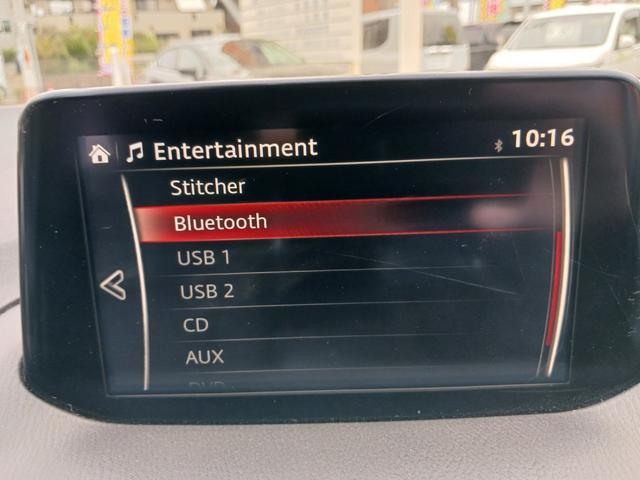 Entertainment
10:16
Stitcher
Bluetooth
USB 1
USB 2
CD
AUX